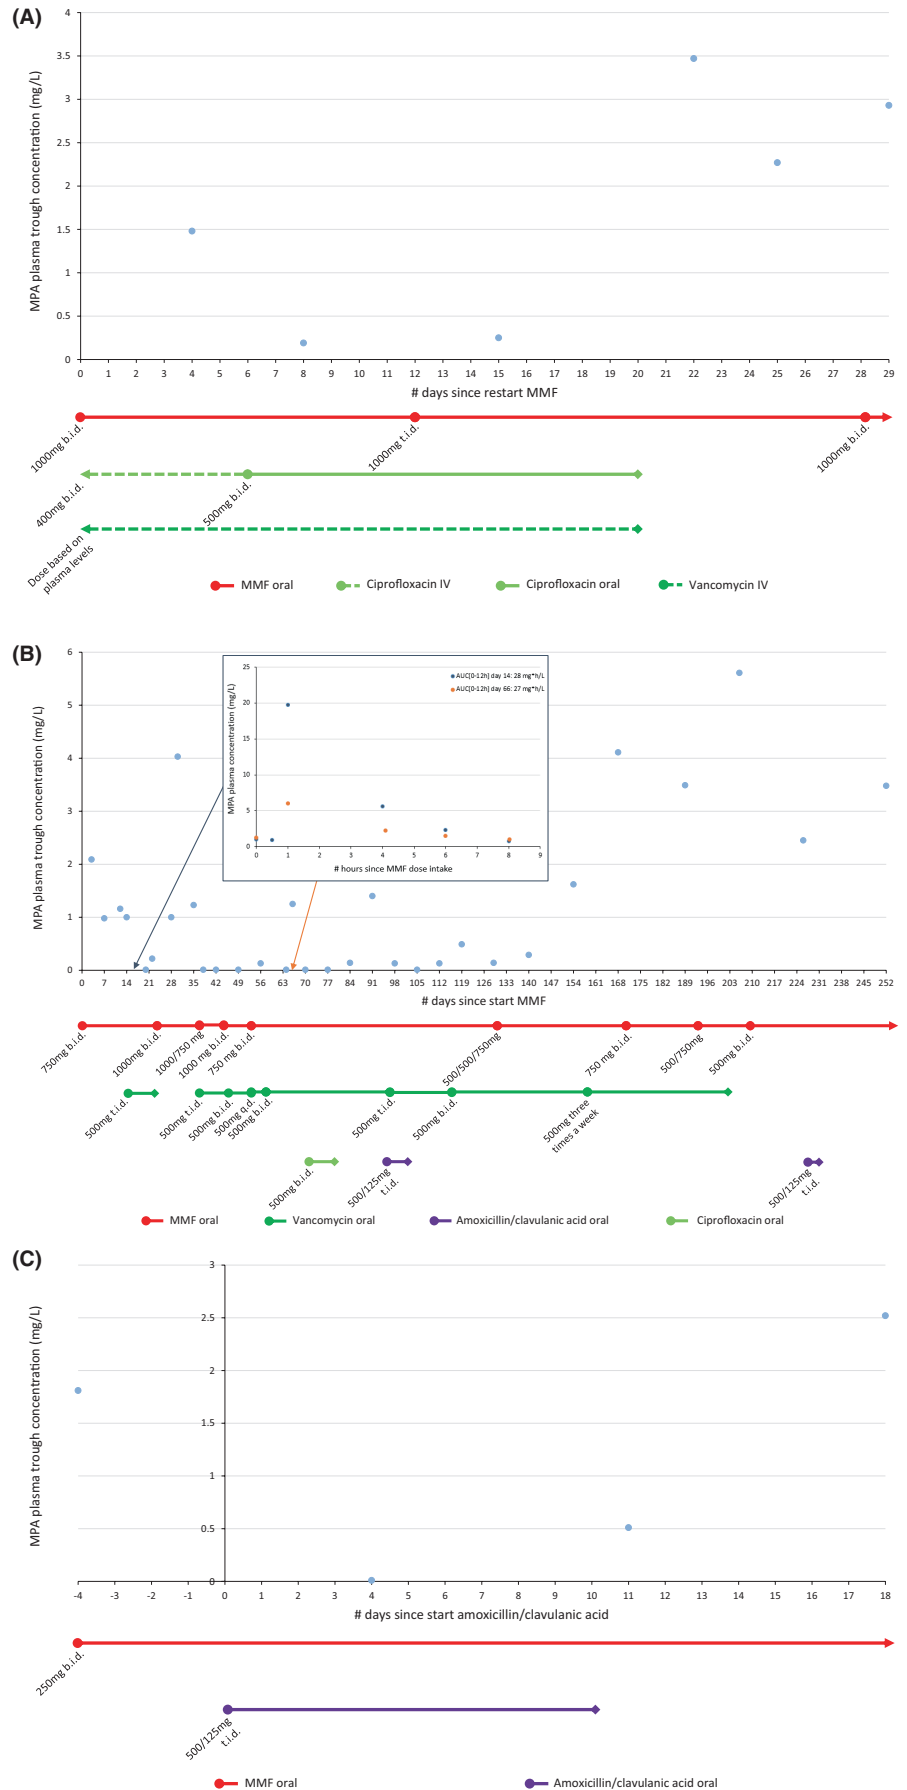 (A)
MPA plasma trough concentration (mg/L)
4
3.5
3
2.5
2
1.5
1
0.5
0
0 1 2 3 4 5 6 7 8 9 10 11 12 13 14 15 16 17 18 19 20 21 22 23 24 25 26 27 28 29
# days since restart MMF
1000mg b.i.d.
1000mg t.i.d.
1000mg b.i.d.
400mg b.i.d.
500mg b.i.d.
Dose based on
plasma levels
MMF oral
Ciprofloxacin IV
Ciprofloxacin oral
Vancomycin IV
(B)
MPA plasma trough concentration (mg/L)
6
5
4
3
2
1
0
0 7 14 21 28 35 42 49 56 63 70 77 84 91 98 105 112 119 126 133 140 147 154 161 168 175 182 189 196 203 210 217 224 231 238 245 252
# days since start MMF
MPA plasma concentration (mg/L)
25
20
15
10
5
0
0 1 2 3 4 5 6 7 8 9
# hours since MMF dose intake
AUC[0-12h] day 14: 28 mg*h/L
AUC[0-12h] day 66: 27 mg*h/L
750mg b.i.d.
1000mg b.i.d.
1000/750 mg
1000 mg b.i.d.
750 mg b.i.d.
500/500/750mg
750 mg b.i.d.
500/750mg
500mg b.i.d.
500mg t.i.d.
500mg t.i.d.
500mg b.i.d.
500mg q.d.
500mg b.i.d.
500mg t.i.d.
500mg b.i.d.
500mg three
times a week
500mg b.i.d.
500/125mg
t.i.d.
500/125mg
t.i.d.
MMF oral
Vancomycin oral
Amoxicillin/clavulanic acid oral
Ciprofloxacin oral
(C)
MPA plasma trough concentration (mg/L)
3
2.5
2
1.5
1
0.5
0
-4 -3 -2 -1 0 1 2 3 4 5 6 7 8 9 10 11 12 13 14 15 16 17 18
# days since start amoxicillin/clavulanic acid
250mg b.i.d.
500/125mg
t.i.d.
MMF oral
Amoxicillin/clavulanic acid oral